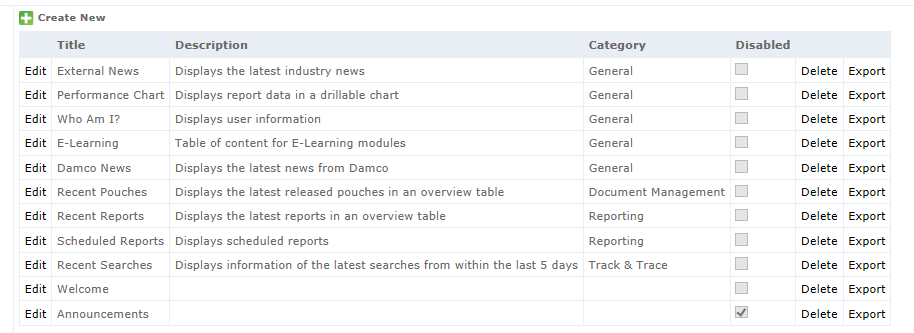 Create New
Title Description Category Disabled
Edit External News Displays the latest industry news General Delete Export
Edit Performance Chart Displays report data in a drillable chart General Delete Export
Edit Who Am I? Displays user information General Delete Export
Edit E-Learning Table of content for E-Learning modules General Delete Export
Edit Damco News Displays the latest news from Damco General Delete Export
Edit Recent Pouches Displays the latest released pouches in an overview table Document Management Delete Export
Edit Recent Reports Displays the latest reports in an overview table Reporting Delete Export
Edit Scheduled Reports Displays scheduled reports Reporting Delete Export
Edit Recent Searches Displays information of the latest searches from within the last 5 days Track & Trace Delete Export
Edit Welcome Delete Export
Edit Announcements Delete Export